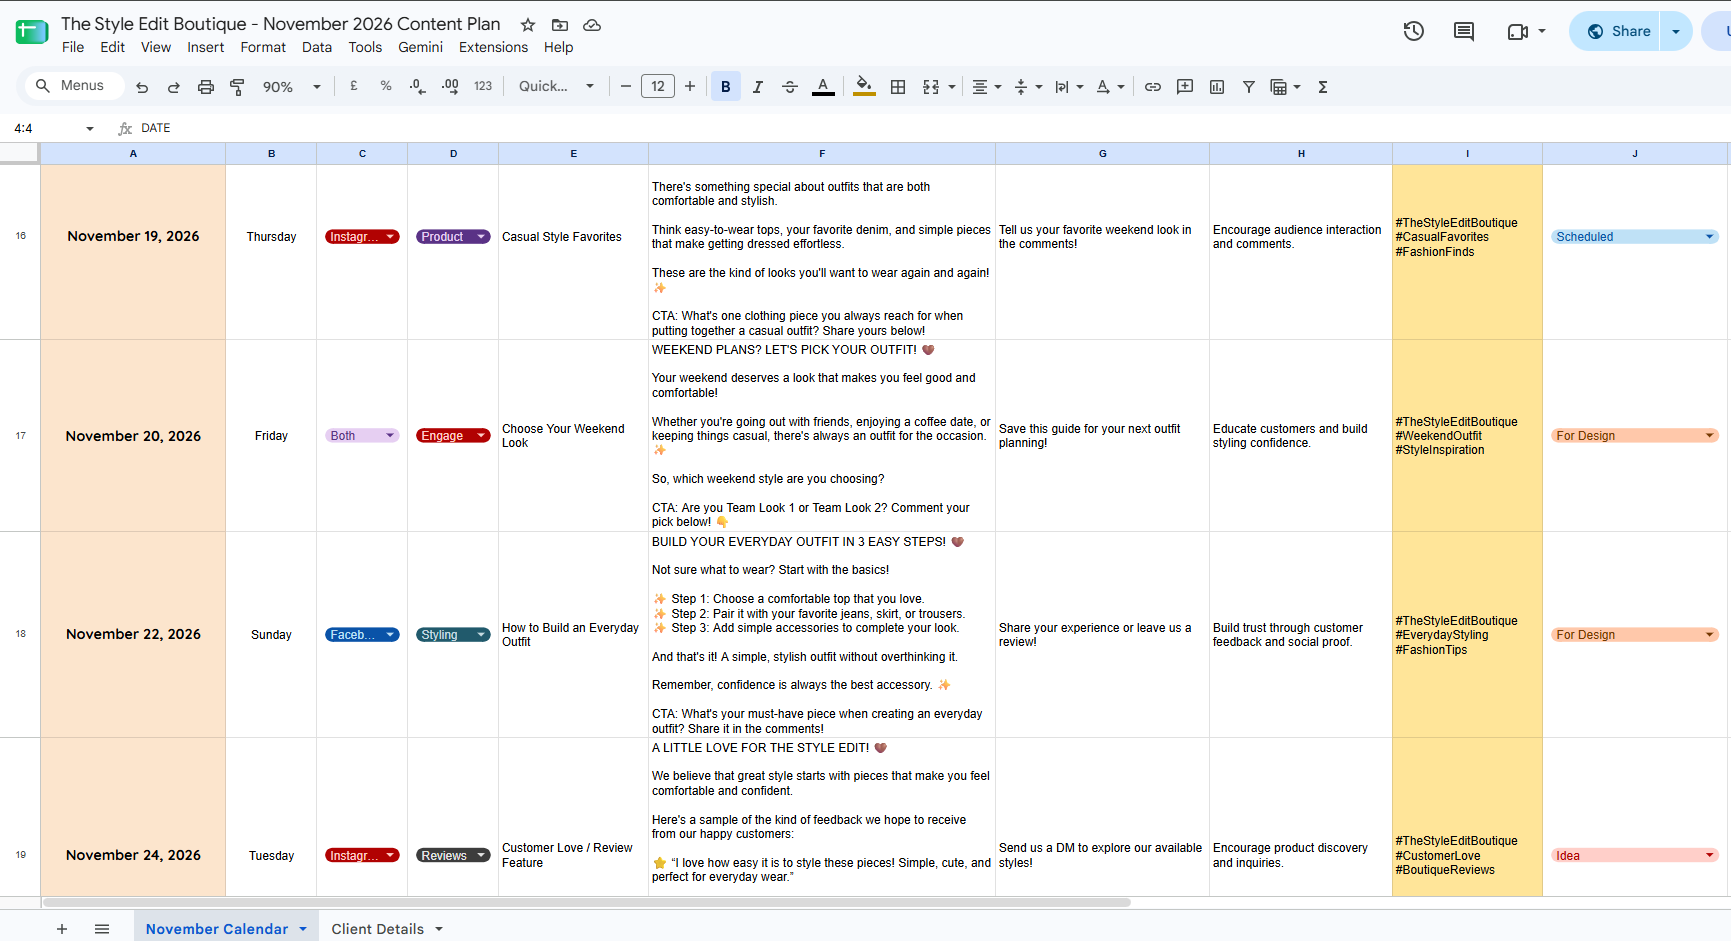 The Style Edit Boutique - November 2026 Content Plan
File Edit View Insert Format Data Tools Gemini Extensions Help
Share
Menus
90%
£ % .0 .00 123
Quick...
12
B I A
4:4
fx DATE
A B C D E F G H I J
16
November 19, 2026
Thursday
Instagr...
Product
Casual Style Favorites
There's something special about outfits that are both
comfortable and stylish.
Think easy-to-wear tops, your favorite denim, and simple pieces
that make getting dressed effortless.
These are the kind of looks you'll want to wear again and again!
✨
CTA: What's one clothing piece you always reach for when
putting together a casual outfit? Share yours below!
Tell us your favorite weekend look in
the comments!
Encourage audience interaction
and comments.
#TheStyleEditBoutique
#CasualFavorites
#FashionFinds
Scheduled
17
November 20, 2026
Friday
Both
Engage
Choose Your Weekend
Look
WEEKEND PLANS? LET'S PICK YOUR OUTFIT! 🤎
Your weekend deserves a look that makes you feel good and
comfortable!
Whether you're going out with friends, enjoying a coffee date, or
keeping things casual, there's always an outfit for the occasion.
✨
So, which weekend style are you choosing?
CTA: Are you Team Look 1 or Team Look 2? Comment your
pick below! 👇
Save this guide for your next outfit
planning!
Educate customers and build
styling confidence.
#TheStyleEditBoutique
#WeekendOutfit
#StyleInspiration
For Design
18
November 22, 2026
Sunday
Faceb...
Styling
How to Build an Everyday
Outfit
BUILD YOUR EVERYDAY OUTFIT IN 3 EASY STEPS! 🤎
Not sure what to wear? Start with the basics!
✨ Step 1: Choose a comfortable top that you love.
✨ Step 2: Pair it with your favorite jeans, skirt, or trousers.
✨ Step 3: Add simple accessories to complete your look.
And that's it! A simple, stylish outfit without overthinking it.
Remember, confidence is always the best accessory. ✨
CTA: What's your must-have piece when creating an everyday
outfit? Share it in the comments!
Share your experience or leave us a
review!
Build trust through customer
feedback and social proof.
#TheStyleEditBoutique
#EverydayStyling
#FashionTips
For Design
19
November 24, 2026
Tuesday
Instagr...
Reviews
Customer Love / Review
Feature
A LITTLE LOVE FOR THE STYLE EDIT! 🤎
We believe that great style starts with pieces that make you feel
comfortable and confident.
Here's a sample of the kind of feedback we hope to receive
from our happy customers:
⭐ “I love how easy it is to style these pieces! Simple, cute, and
perfect for everyday wear.”
Send us a DM to explore our available
styles!
Encourage product discovery
and inquiries.
#TheStyleEditBoutique
#CustomerLove
#BoutiqueReviews
Idea
November Calendar
Client Details